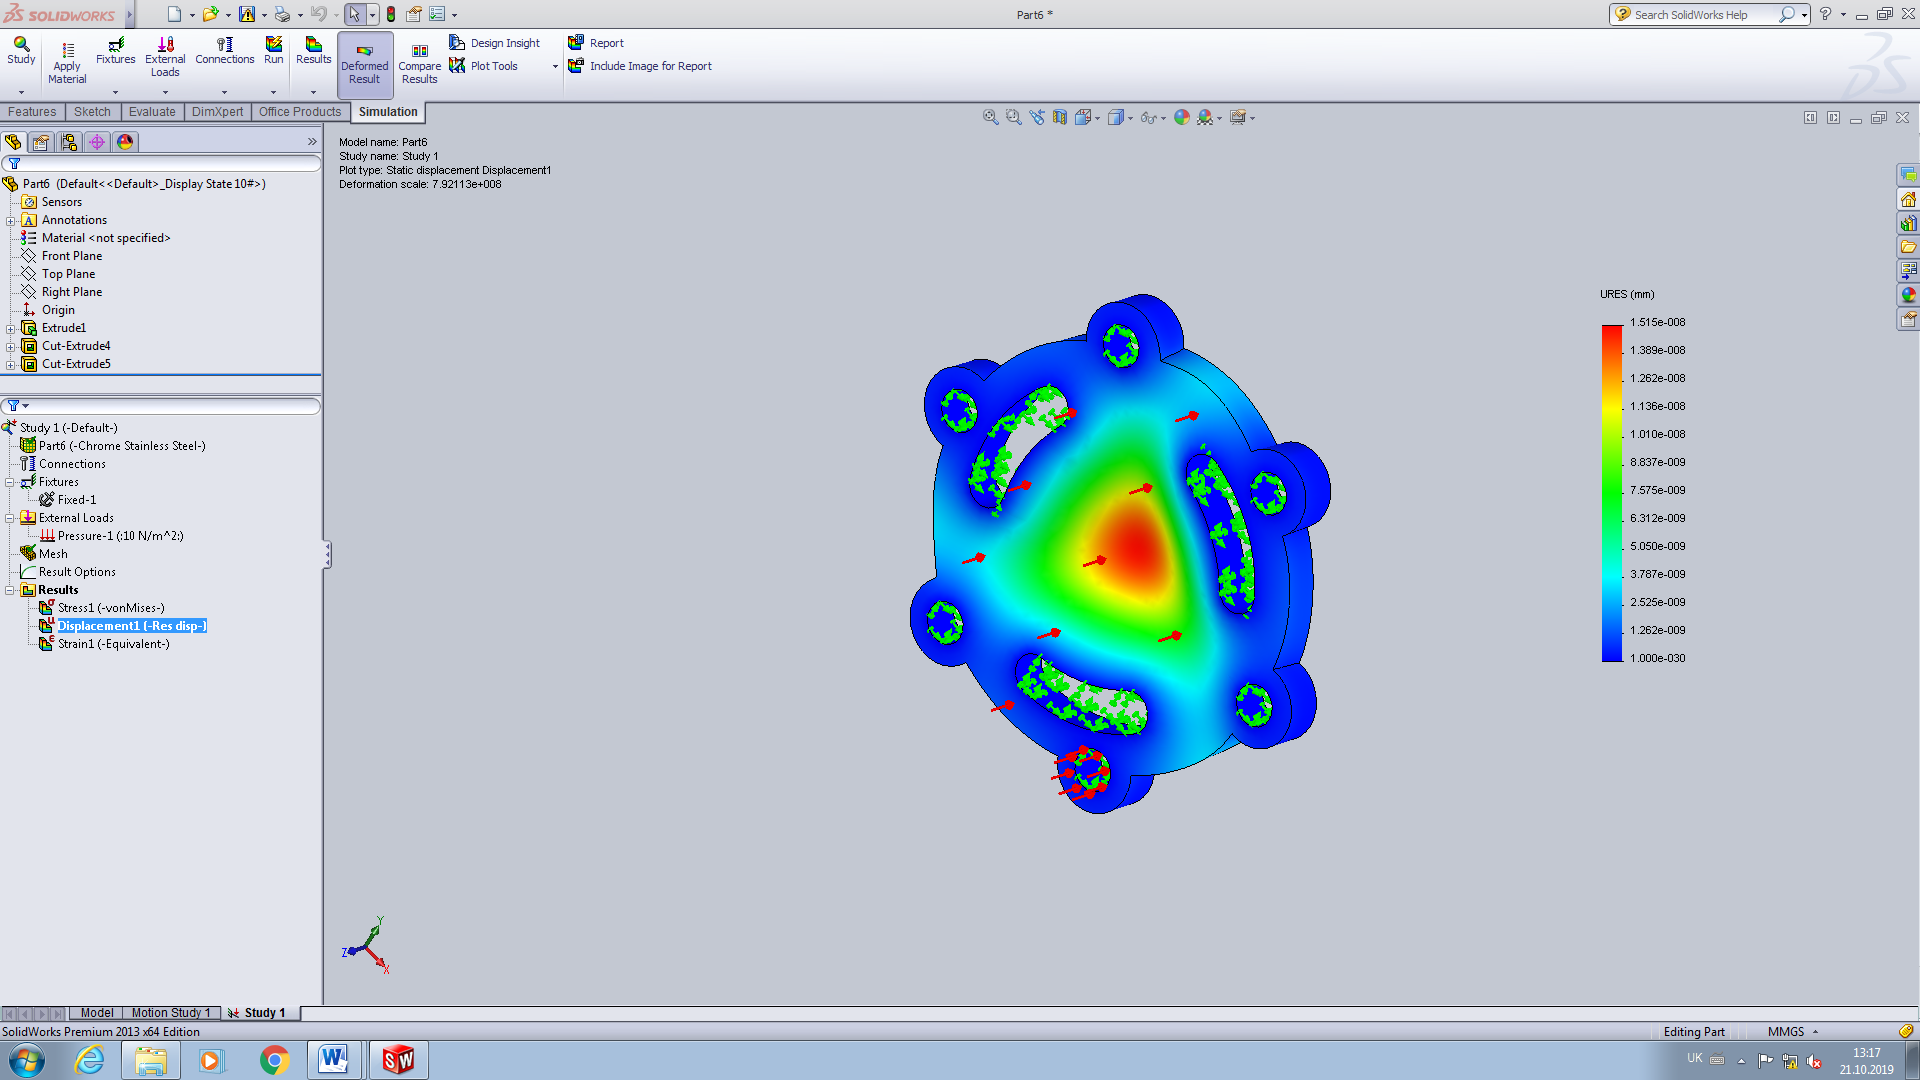 SOLIDWORKS
Part6 *
Search SolidWorks Help
Study
Apply Material
Fixtures
External Loads
Connections
Run
Results
Deformed Result
Compare Results
Design Insight
Plot Tools
Report
Include Image for Report
Features
Sketch
Evaluate
DimXpert
Office Products
Simulation
Part6 (Default<<Default>_Display State 10#>)
Sensors
Annotations
Material <not specified>
Front Plane
Top Plane
Right Plane
Origin
Extrude1
Cut-Extrude4
Cut-Extrude5
Study 1 (-Default-)
Part6 (-Chrome Stainless Steel-)
Connections
Fixtures
Fixed-1
External Loads
Pressure-1 (:10 N/m^2:)
Mesh
Result Options
Results
Stress1 (-vonMises-)
Displacement1 (-Res disp-)
Strain1 (-Equivalent-)
Model name: Part6
Study name: Study 1
Plot type: Static displacement Displacement1
Deformation scale: 7.92113e+008
URES (mm)
1.515e-008
1.389e-008
1.262e-008
1.136e-008
1.010e-008
8.837e-009
7.575e-009
6.312e-009
5.050e-009
3.787e-009
2.525e-009
1.262e-009
1.000e-030
Y
Z
X
Model
Motion Study 1
Study 1
SolidWorks Premium 2013 x64 Edition
Editing Part
MMGS
UK
13:17
21.10.2019